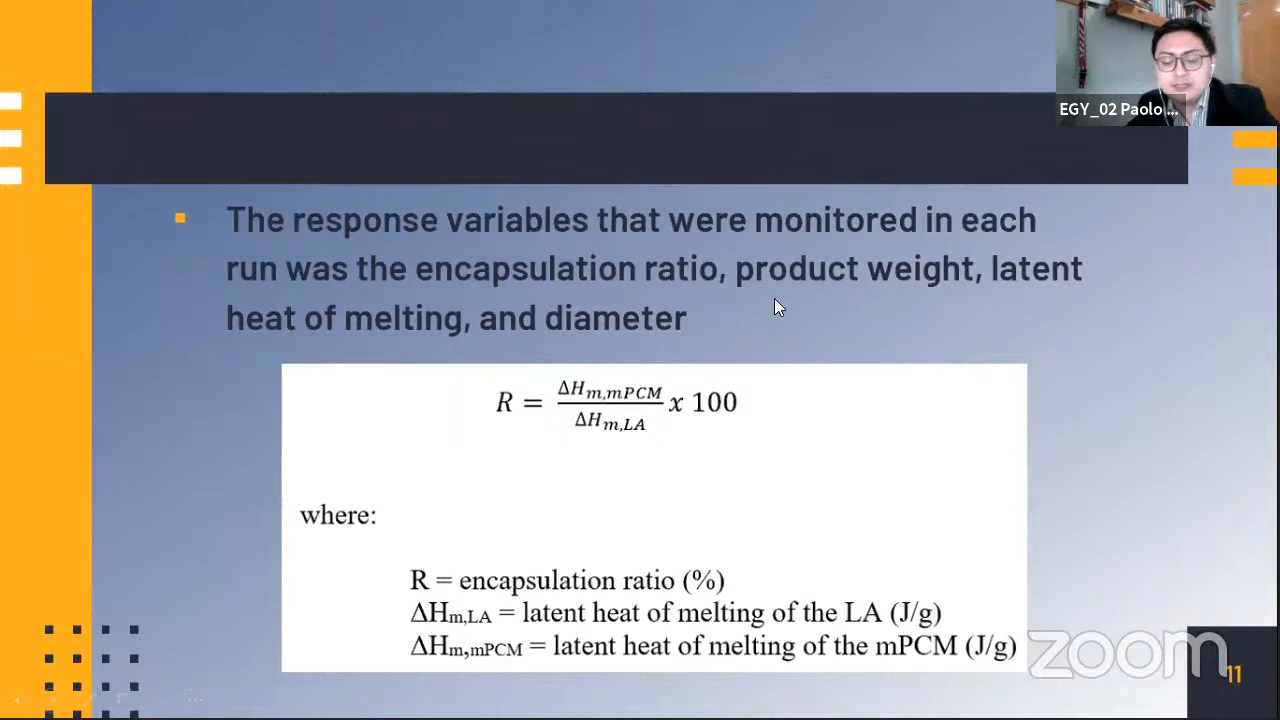 EGY_02 Paolo ...
The response variables that were monitored in each
run was the encapsulation ratio, product weight, latent
heat of melting, and diameter
R = ΔHm,mPCM / ΔHm,LA x 100
where:
R = encapsulation ratio (%)
ΔHm,LA = latent heat of melting of the LA (J/g)
ΔHm,mPCM = latent heat of melting of the mPCM (J/g)
zoom
11